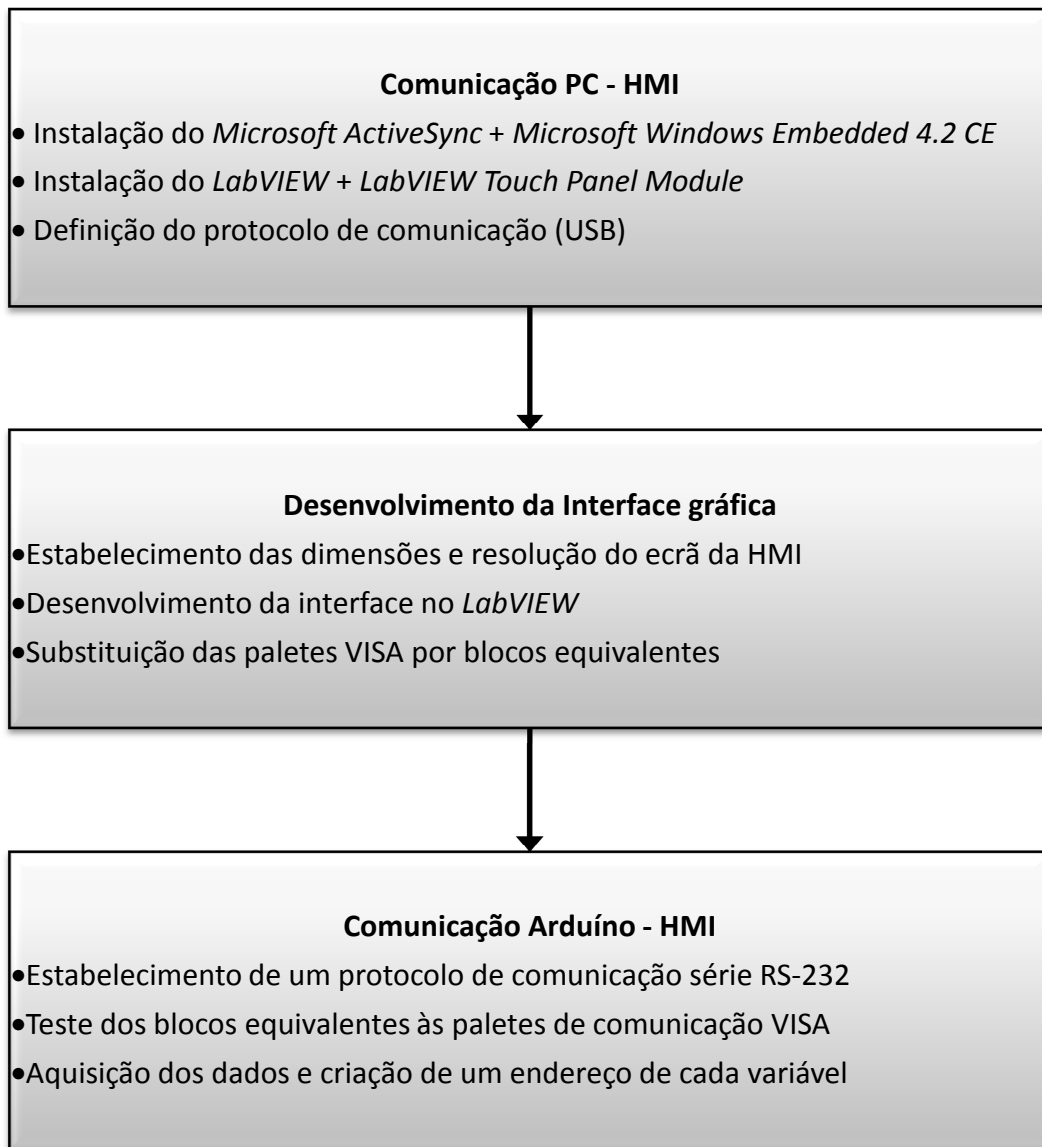 Comunicação PC - HMI
• Instalação do Microsoft ActiveSync + Microsoft Windows Embedded 4.2 CE
• Instalação do LabVIEW + LabVIEW Touch Panel Module
• Definição do protocolo de comunicação (USB)
Desenvolvimento da Interface gráfica
•Estabelecimento das dimensões e resolução do ecrã da HMI
•Desenvolvimento da interface no LabVIEW
•Substituição das paletes VISA por blocos equivalentes
Comunicação Arduíno - HMI
•Estabelecimento de um protocolo de comunicação série RS-232
•Teste dos blocos equivalentes às paletes de comunicação VISA
•Aquisição dos dados e criação de um endereço de cada variável